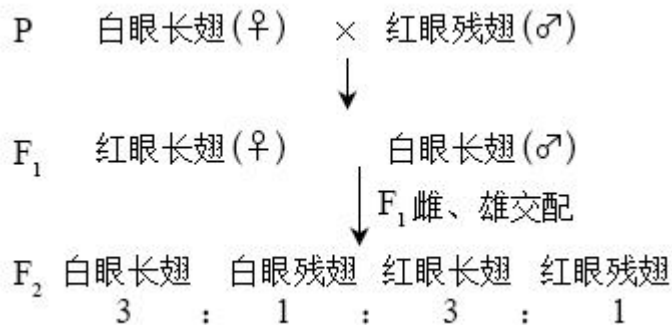 P 白眼长翅(♀) × 红眼残翅(♂)
F₁ 红眼长翅(♀) 白眼长翅(♂)
F₁雌、雄交配
F₂ 白眼长翅 白眼残翅 红眼长翅 红眼残翅
3 : 1 : 3 : 1